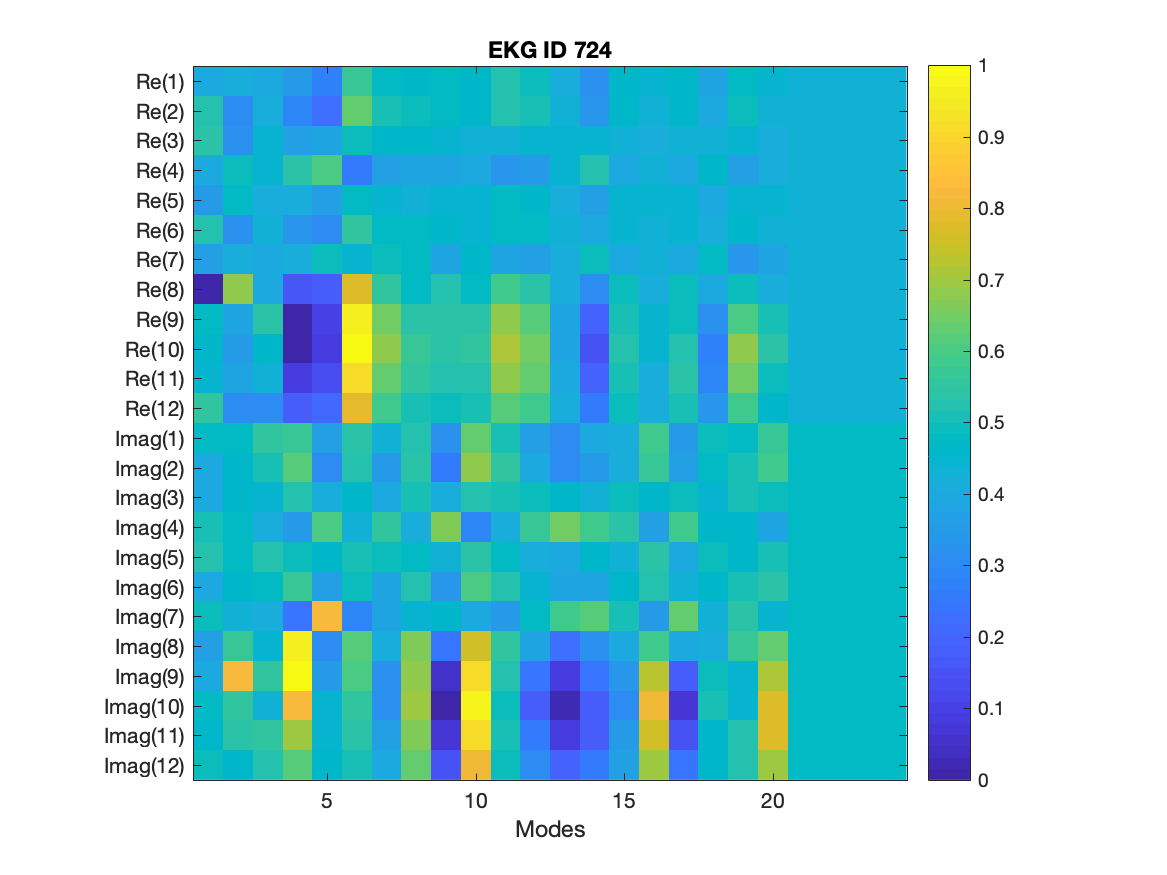 EKG ID 724
Re(1)
Re(2)
Re(3)
Re(4)
Re(5)
Re(6)
Re(7)
Re(8)
Re(9)
Re(10)
Re(11)
Re(12)
Imag(1)
Imag(2)
Imag(3)
Imag(4)
Imag(5)
Imag(6)
Imag(7)
Imag(8)
Imag(9)
Imag(10)
Imag(11)
Imag(12)
5 10 15 20
Modes
1
0.9
0.8
0.7
0.6
0.5
0.4
0.3
0.2
0.1
0